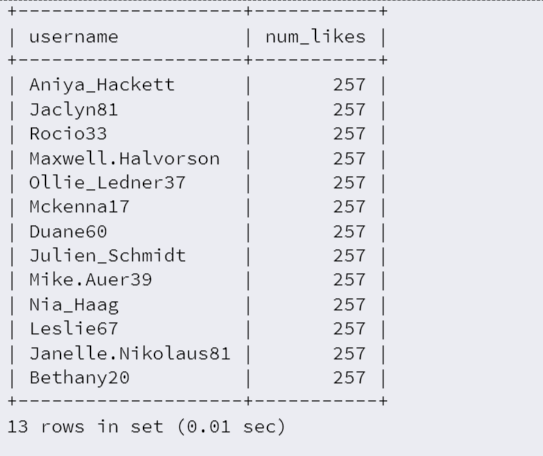 +--------------------+-----------+
| username           | num_likes |
+--------------------+-----------+
| Aniya_Hackett      |       257 |
| Jaclyn81           |       257 |
| Rocio33            |       257 |
| Maxwell.Halvorson  |       257 |
| Ollie_Ledner37     |       257 |
| Mckenna17          |       257 |
| Duane60            |       257 |
| Julien_Schmidt     |       257 |
| Mike.Auer39        |       257 |
| Nia_Haag           |       257 |
| Leslie67           |       257 |
| Janelle.Nikolaus81 |       257 |
| Bethany20          |       257 |
+--------------------+-----------+
13 rows in set (0.01 sec)